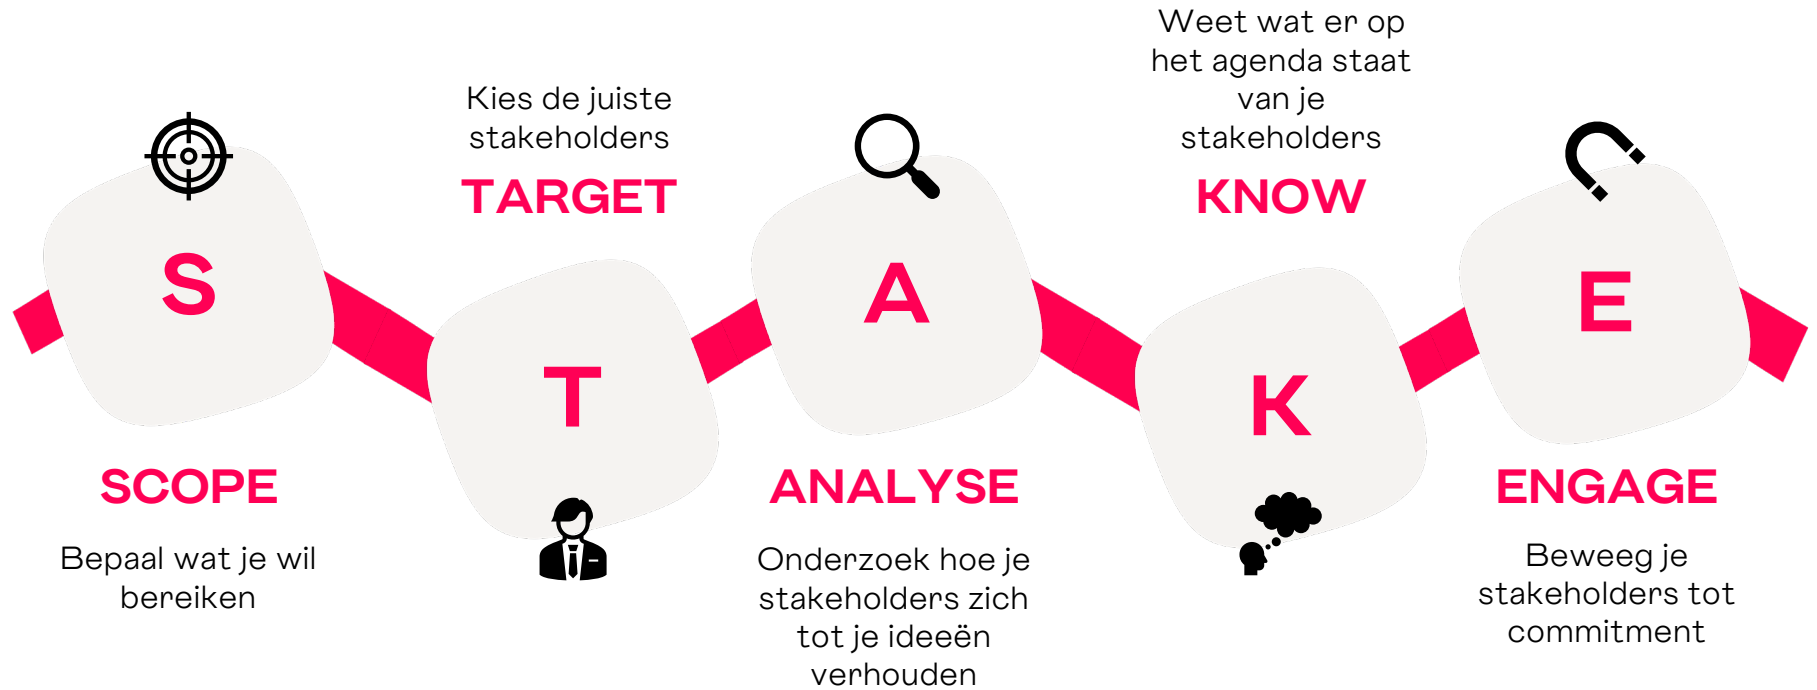 S
SCOPE
Bepaal wat je wil
bereiken
Kies de juiste
stakeholders
TARGET
T
A
ANALYSE
Onderzoek hoe je
stakeholders zich
tot je ideeën
verhouden
Weet wat er op
het agenda staat
van je
stakeholders
KNOW
K
E
ENGAGE
Beweeg je
stakeholders tot
commitment